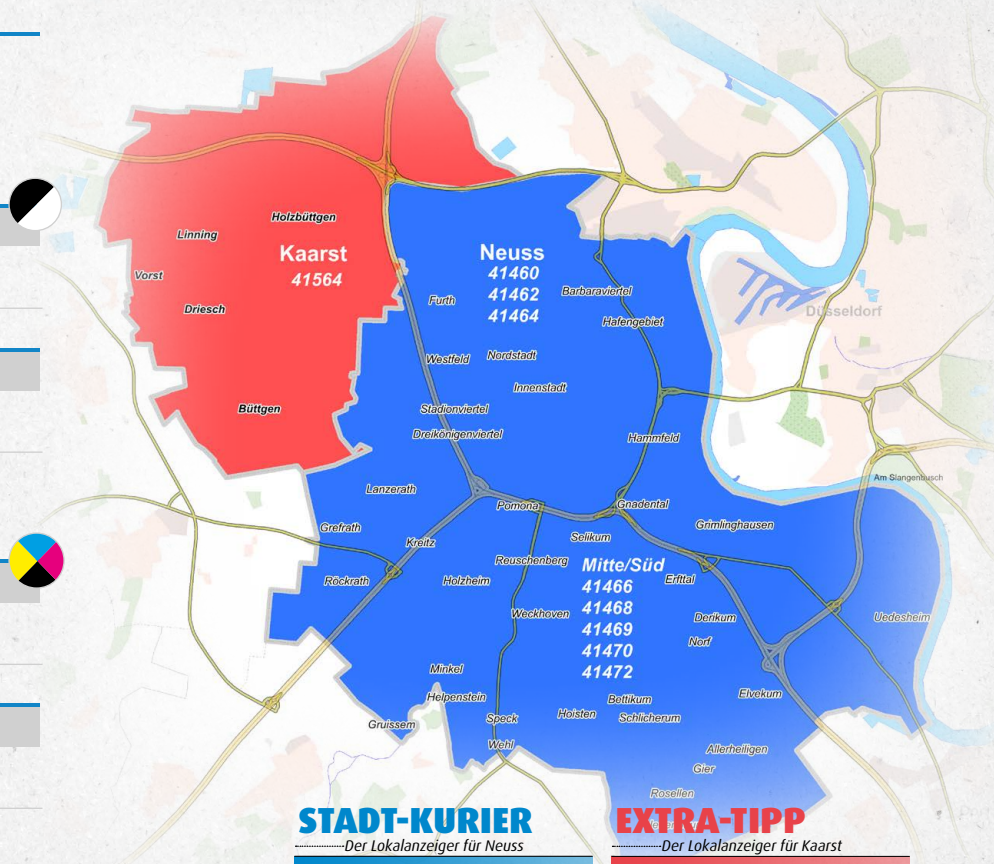 Holzbüttgen
Linning
Kaarst
41564
Vorst
Driesch
Büttgen
Neuss
41460
41462
41464
Barbaraviertel
Furth
Hafengebiet
Düsseldorf
Westfeld
Nordstadt
Innenstadt
Stadionviertel
Dreikönigenviertel
Hammfeld
Am Slangenbusch
Lanzerath
Pomona
Gnadental
Grimlinghausen
Grefrath
Selikum
Kreitz
Reuschenberg
Mitte/Süd
41466
41468
41469
41470
41472
Erfttal
Röckrath
Holzheim
Weckhoven
Derikum
Uedesheim
Norf
Minkel
Helpenstein
Bettikum
Elvekum
Gruissem
Speck
Hoisten
Schlicherum
Wehl
Allerheiligen
Gier
Rosellen
STADT-KURIER
Der Lokalanzeiger für Neuss
EXTRA-TIPP
Der Lokalanzeiger für Kaarst